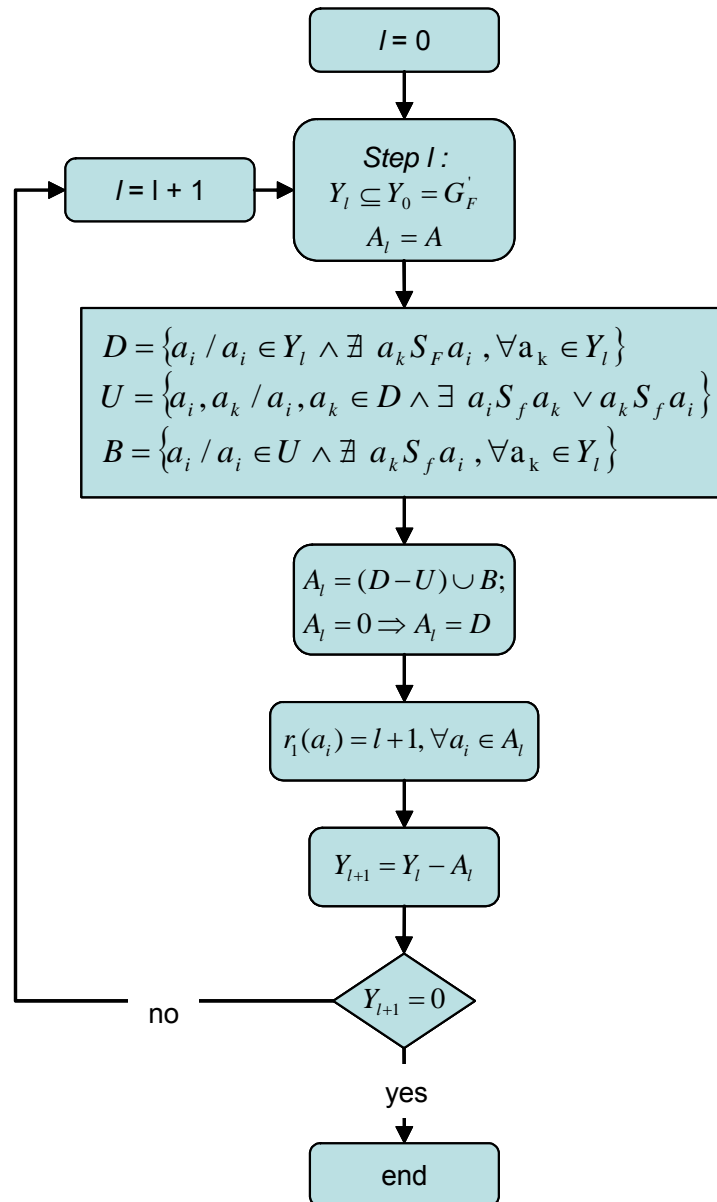 l = 0
Step l :
Y_l ⊆ Y_0 = G_F^'
A_l = A
l = l + 1
D = {a_i / a_i ∈ Y_l ∧ ∄ a_k S_F a_i , ∀a_k ∈ Y_l}
U = {a_i , a_k / a_i , a_k ∈ D ∧ ∃ a_i S_f a_k ∨ a_k S_f a_i}
B = {a_i / a_i ∈ U ∧ ∄ a_k S_f a_i , ∀a_k ∈ Y_l}
A_l = (D − U) ∪ B;
A_l = 0 ⇒ A_l = D
r_1(a_i) = l + 1, ∀a_i ∈ A_l
Y_{l+1} = Y_l − A_l
Y_{l+1} = 0
no
yes
end